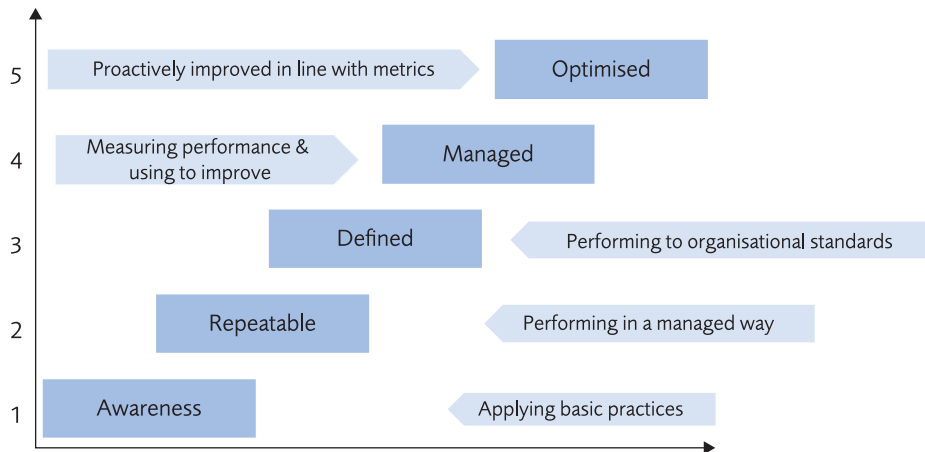 5
Proactively improved in line with metrics
Optimised
4
Measuring performance &
using to improve
Managed
3
Defined
Performing to organisational standards
2
Repeatable
Performing in a managed way
1
Awareness
Applying basic practices